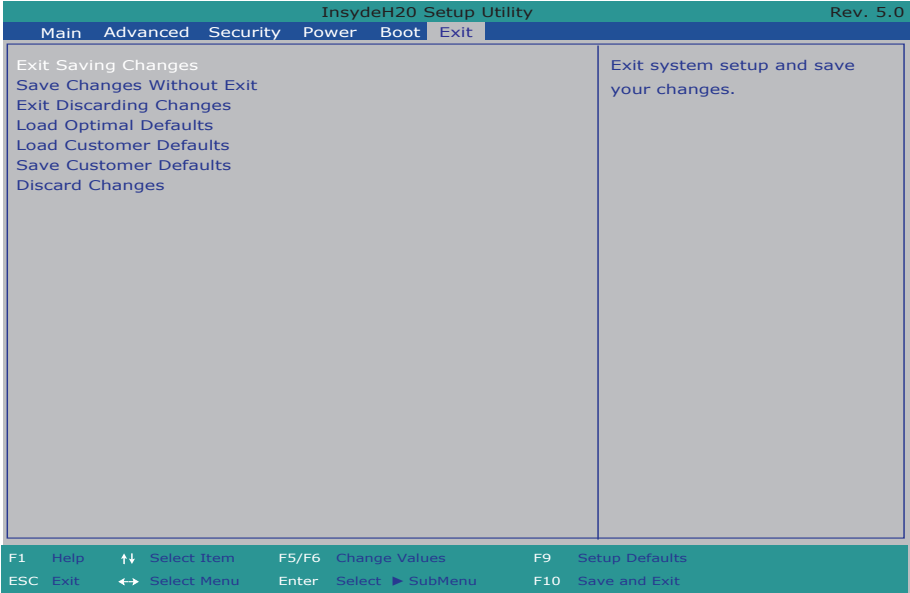 InsydeH20 Setup Utility Rev. 5.0
Main Advanced Security Power Boot Exit
Exit Saving Changes
Save Changes Without Exit
Exit Discarding Changes
Load Optimal Defaults
Load Customer Defaults
Save Customer Defaults
Discard Changes
Exit system setup and save
your changes.
F1 Help ↑↓ Select Item F5/F6 Change Values F9 Setup Defaults
ESC Exit ↔ Select Menu Enter Select ▶ SubMenu F10 Save and Exit